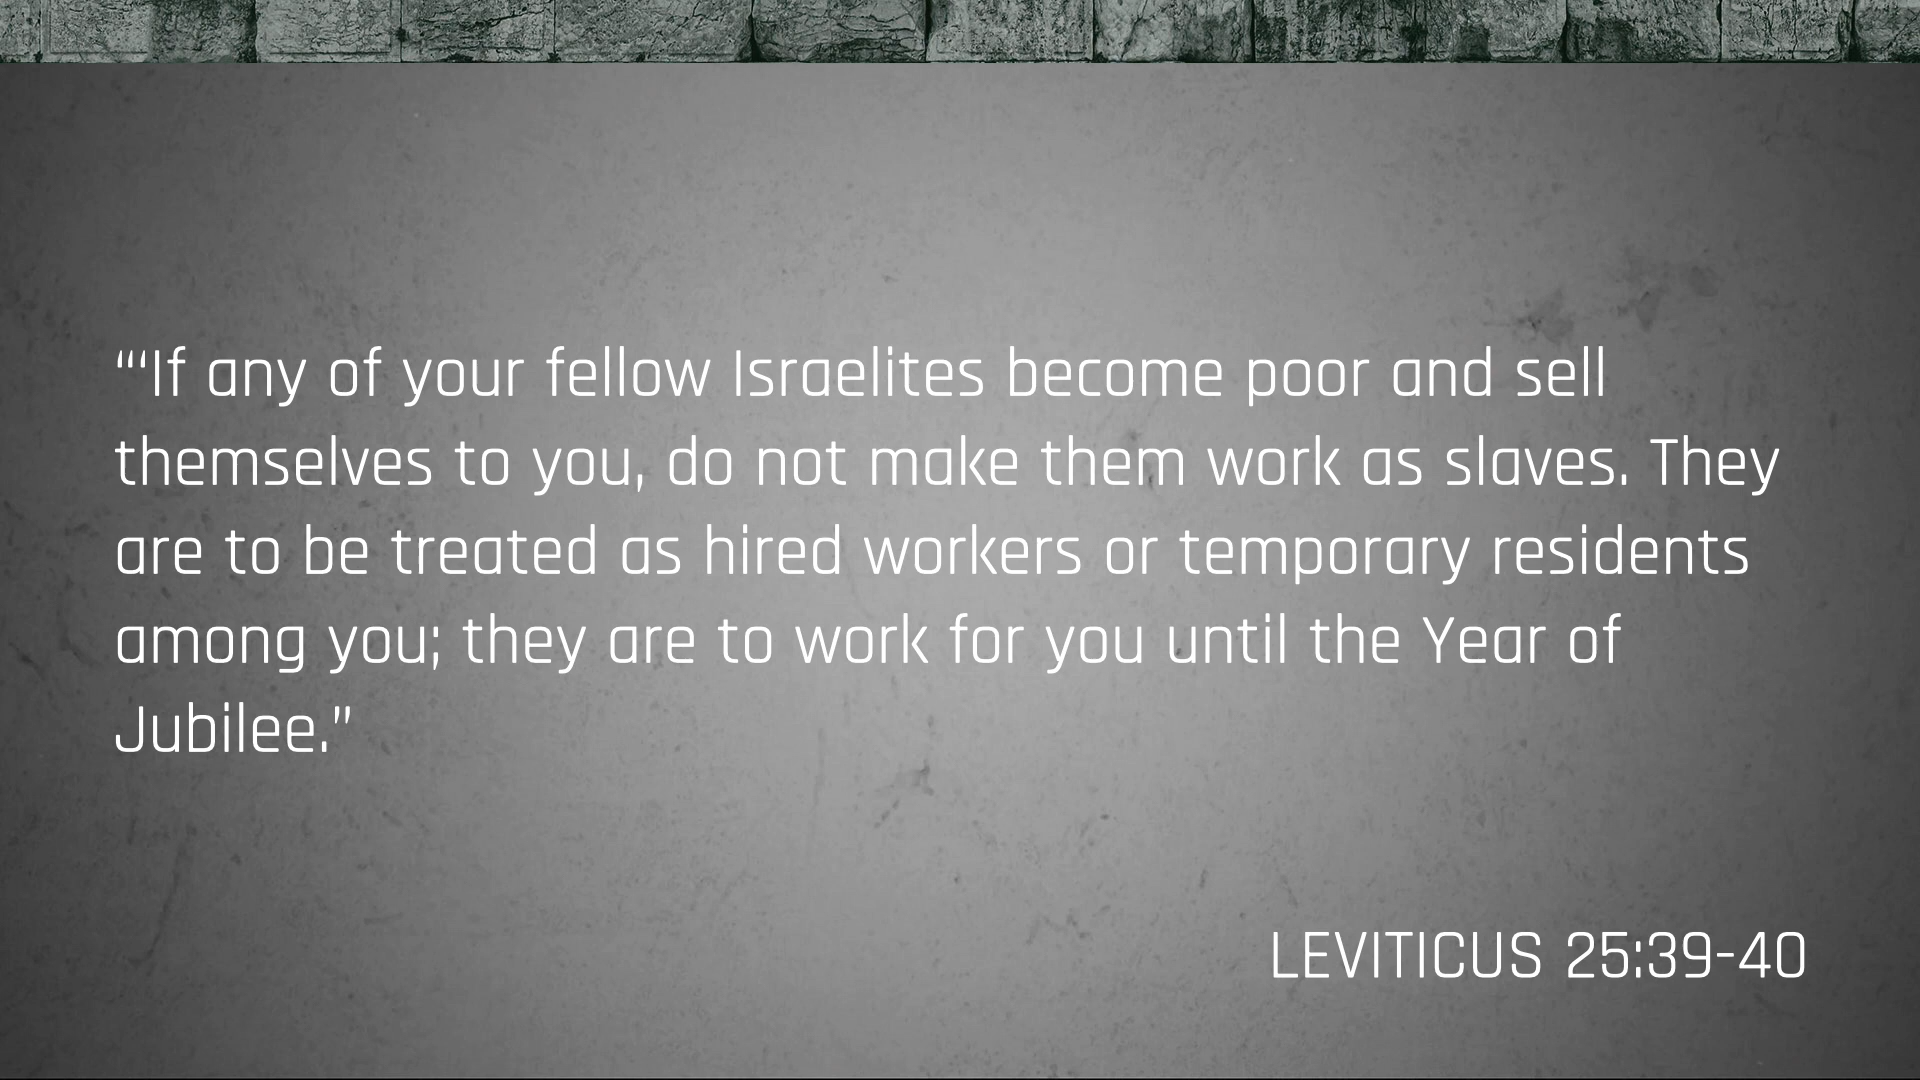 “‘If any of your fellow Israelites become poor and sell
themselves to you, do not make them work as slaves. They
are to be treated as hired workers or temporary residents
among you; they are to work for you until the Year of
Jubilee.”
LEVITICUS 25:39-40